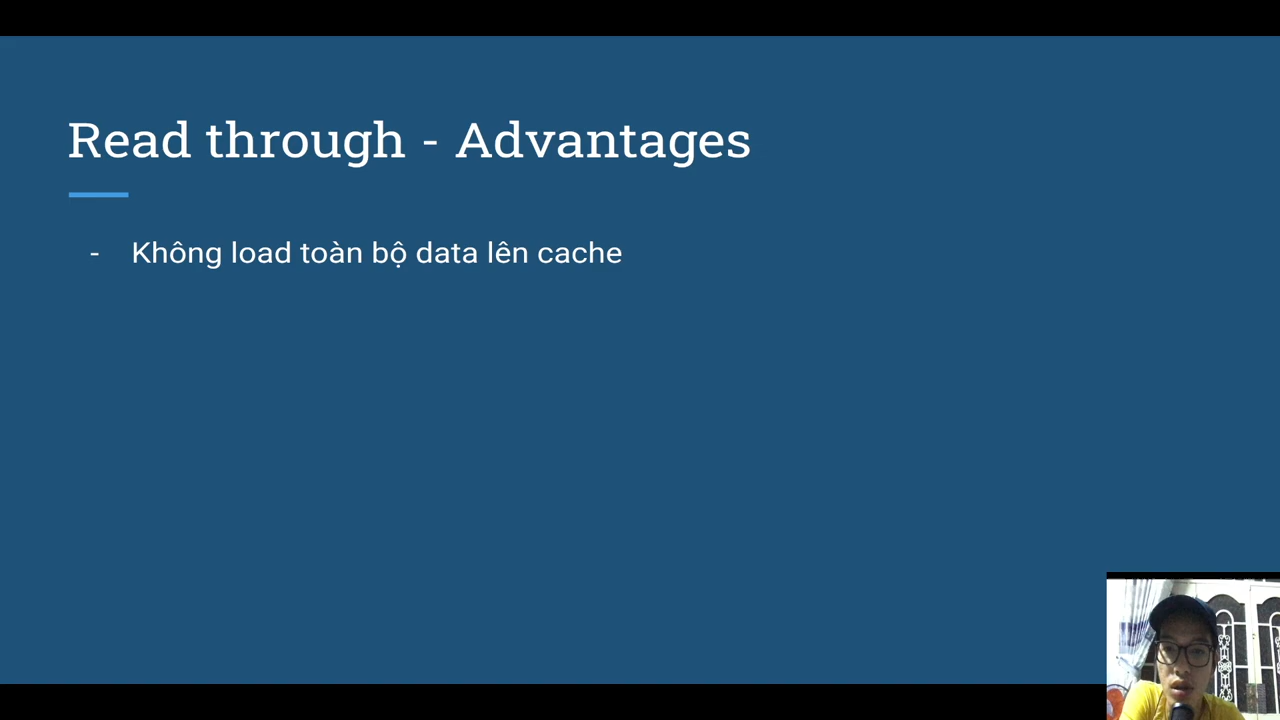 Read through - Advantages
- Không load toàn bộ data lên cache